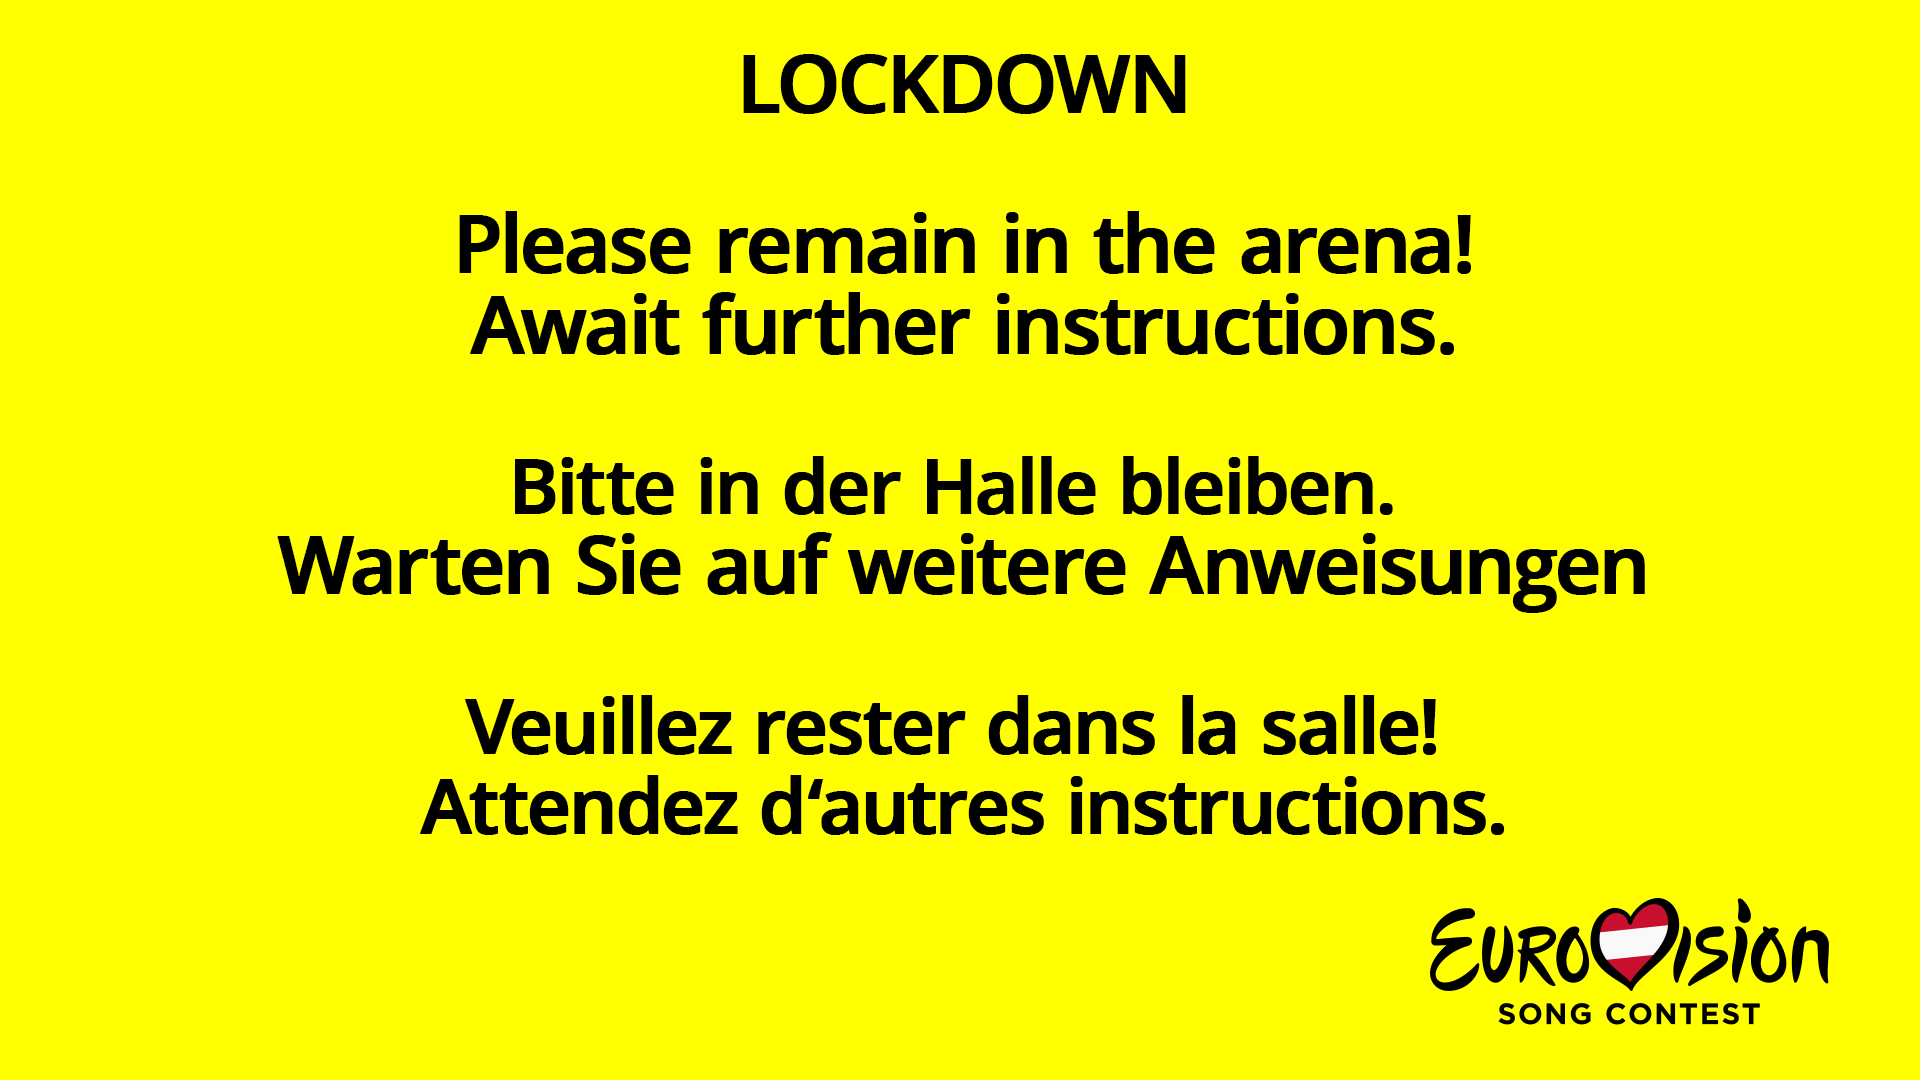 LOCKDOWN
Please remain in the arena!
Await further instructions.
Bitte in der Halle bleiben.
Warten Sie auf weitere Anweisungen
Veuillez rester dans la salle!
Attendez d‘autres instructions.
EUROVISION
SONG CONTEST